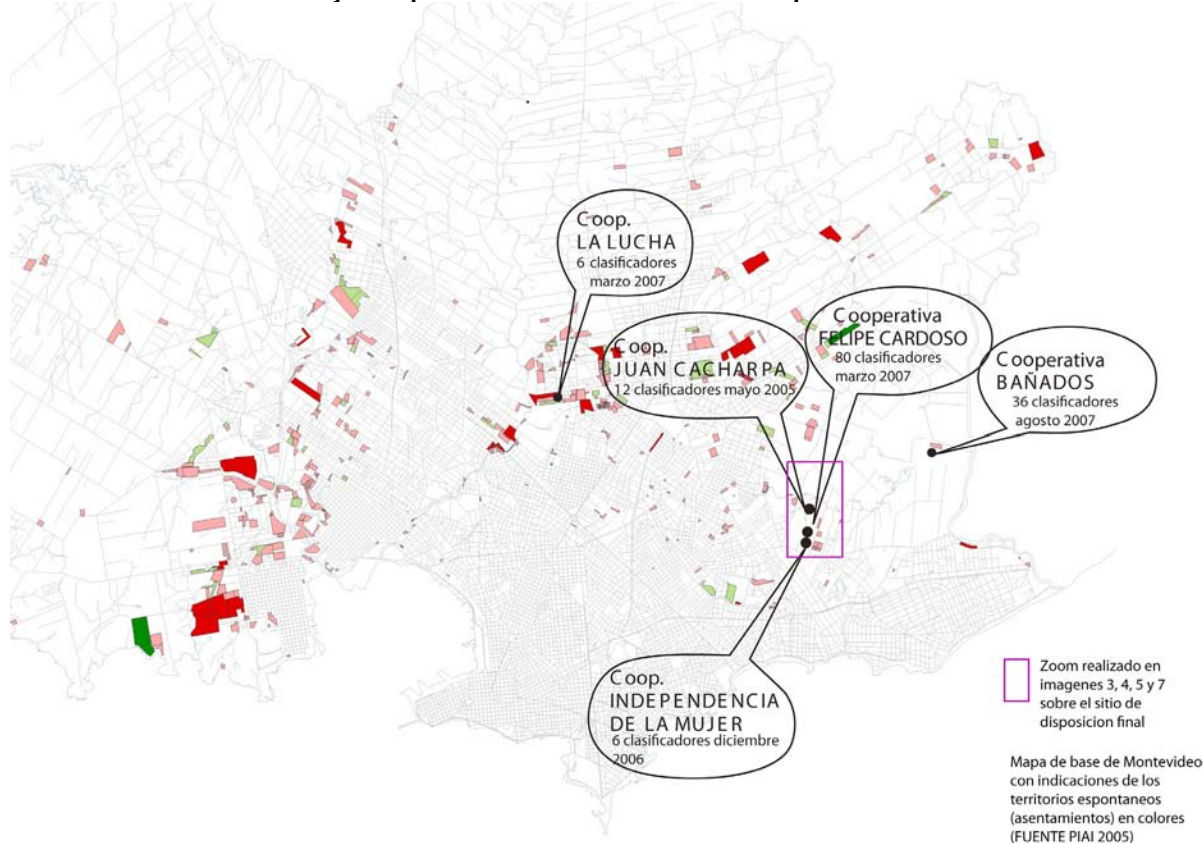 Coop.
LA LUCHA
6 clasificadores
marzo 2007
Coop.
JUAN CACHARPA
12 clasificadores mayo 2005
Cooperativa
FELIPE CARDOSO
80 clasificadores
marzo 2007
Cooperativa
BAÑADOS
36 clasificadores
agosto 2007
Coop.
INDEPENDENCIA
DE LA MUJER
6 clasificadores diciembre
2006
Zoom realizado en
imagenes 3, 4, 5 y 7
sobre el sitio de
disposicion final
Mapa de base de Montevideo
con indicaciones de los
territorios espontaneos
(asentamientos) en colores
(FUENTE PIAI 2005)